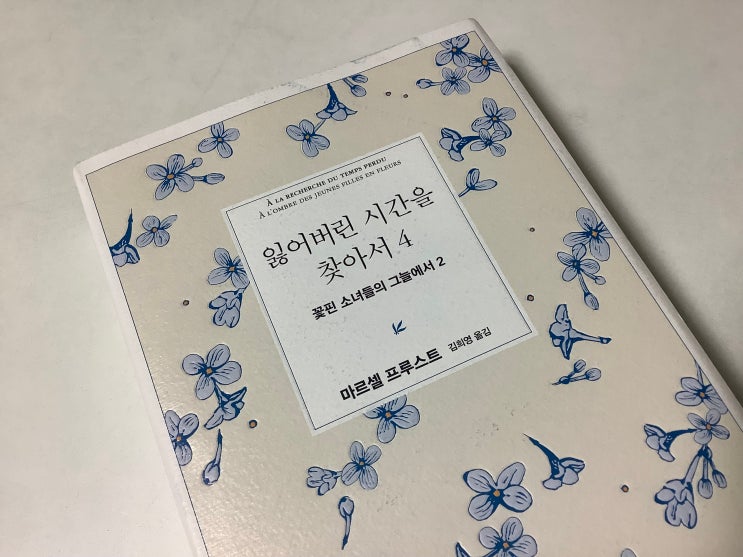 À LA RECHERCHE DU TEMPS PERDU
À L'OMBRE DES JEUNES FILLES EN FLEURS
잃어버린 시간을
찾아서 4
꽃핀 소녀들의 그늘에서 2
마르셀 프루스트 김희영 옮김